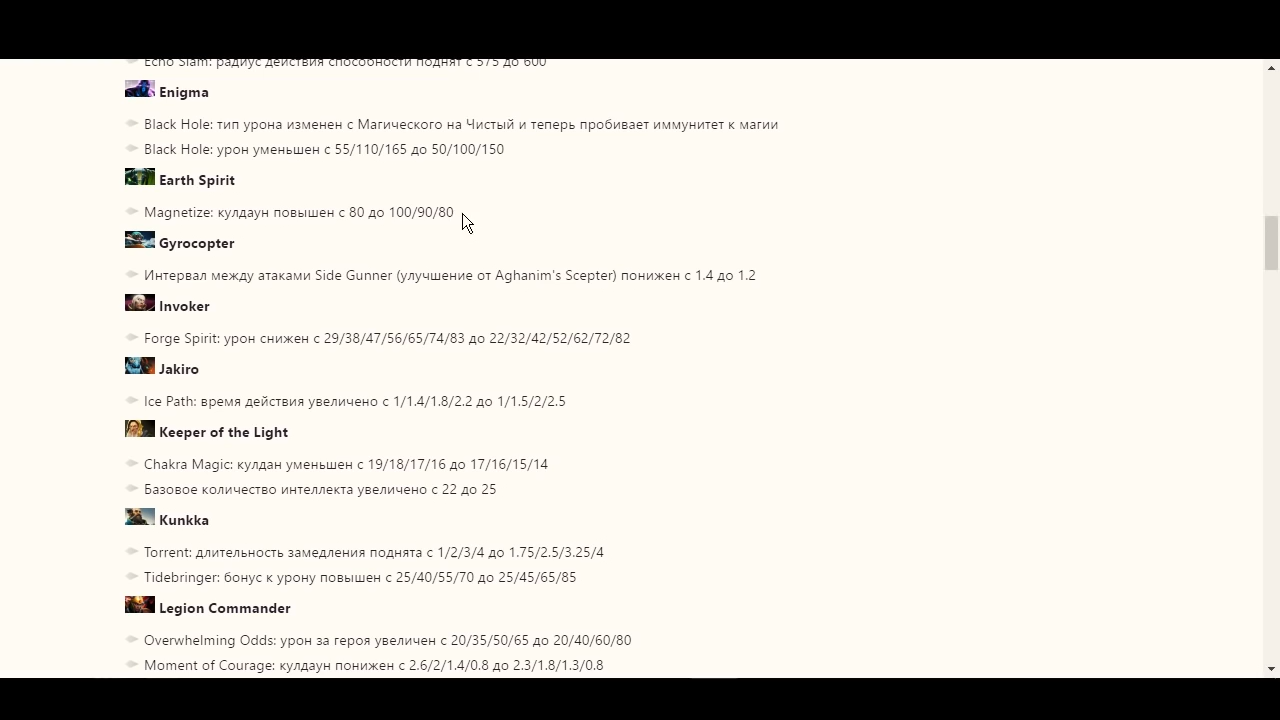 Echo Slam: радиус действия способности поднят с 575 до 600
Enigma
Black Hole: тип урона изменен с Магического на Чистый и теперь пробивает иммунитет к магии
Black Hole: урон уменьшен с 55/110/165 до 50/100/150
Earth Spirit
Magnetize: кулдаун повышен с 80 до 100/90/80
Gyrocopter
Интервал между атаками Side Gunner (улучшение от Aghanim's Scepter) понижен с 1.4 до 1.2
Invoker
Forge Spirit: урон снижен с 29/38/47/56/65/74/83 до 22/32/42/52/62/72/82
Jakiro
Ice Path: время действия увеличено с 1/1.4/1.8/2.2 до 1/1.5/2/2.5
Keeper of the Light
Chakra Magic: кулдан уменьшен с 19/18/17/16 до 17/16/15/14
Базовое количество интеллекта увеличено с 22 до 25
Kunkka
Torrent: длительность замедления поднята с 1/2/3/4 до 1.75/2.5/3.25/4
Tidebringer: бонус к урону повышен с 25/40/55/70 до 25/45/65/85
Legion Commander
Overwhelming Odds: урон за героя увеличен с 20/35/50/65 до 20/40/60/80
Moment of Courage: кулдаун понижен с 2.6/2/1.4/0.8 до 2.3/1.8/1.3/0.8